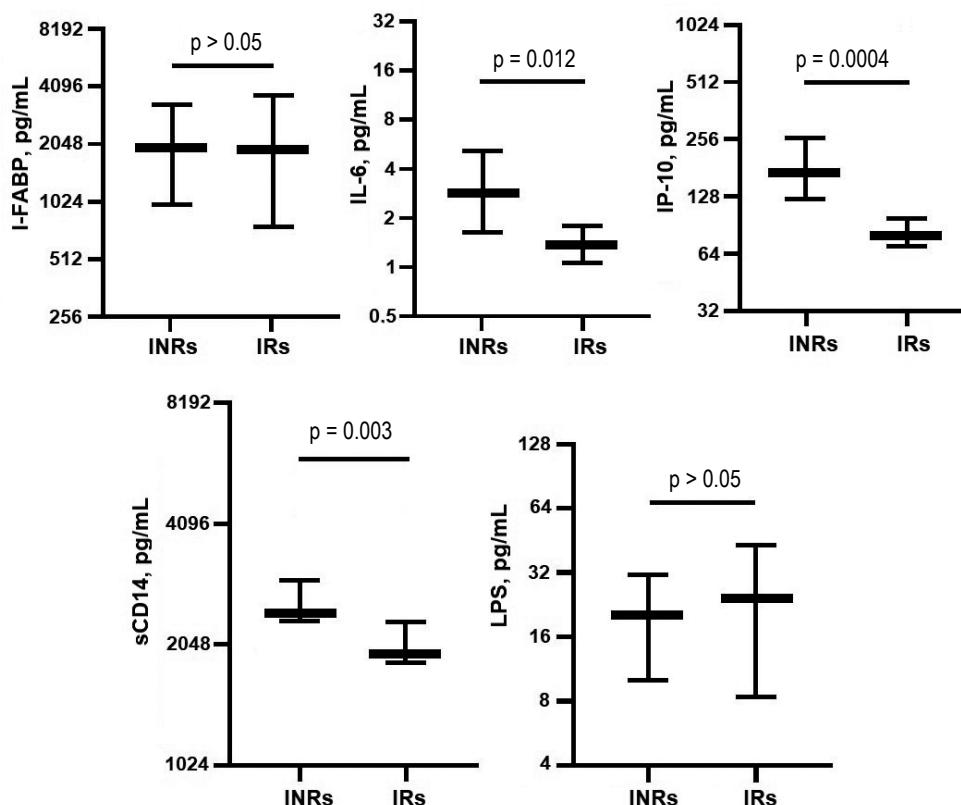 I-FABP, pg/mL
8192
4096
2048
1024
512
256
p > 0.05
INRs
IRs
IL-6, pg/mL
32
16
8
4
2
1
0.5
p = 0.012
INRs
IRs
IP-10, pg/mL
1024
512
256
128
64
32
p = 0.0004
INRs
IRs
sCD14, pg/mL
8192
4096
2048
1024
p = 0.003
INRs
IRs
LPS, pg/mL
128
64
32
16
8
4
p > 0.05
INRs
IRs